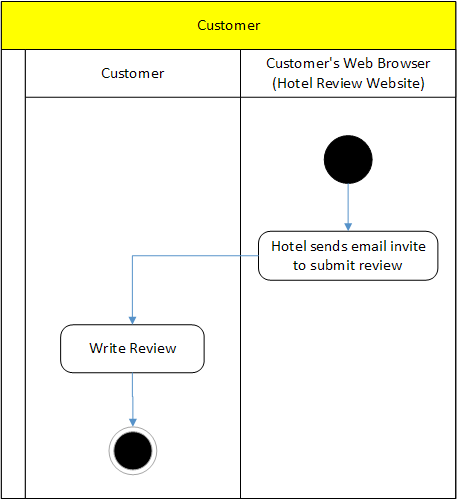 Customer
Customer
Customer's Web Browser
(Hotel Review Website)
Hotel sends email invite
to submit review
Write Review